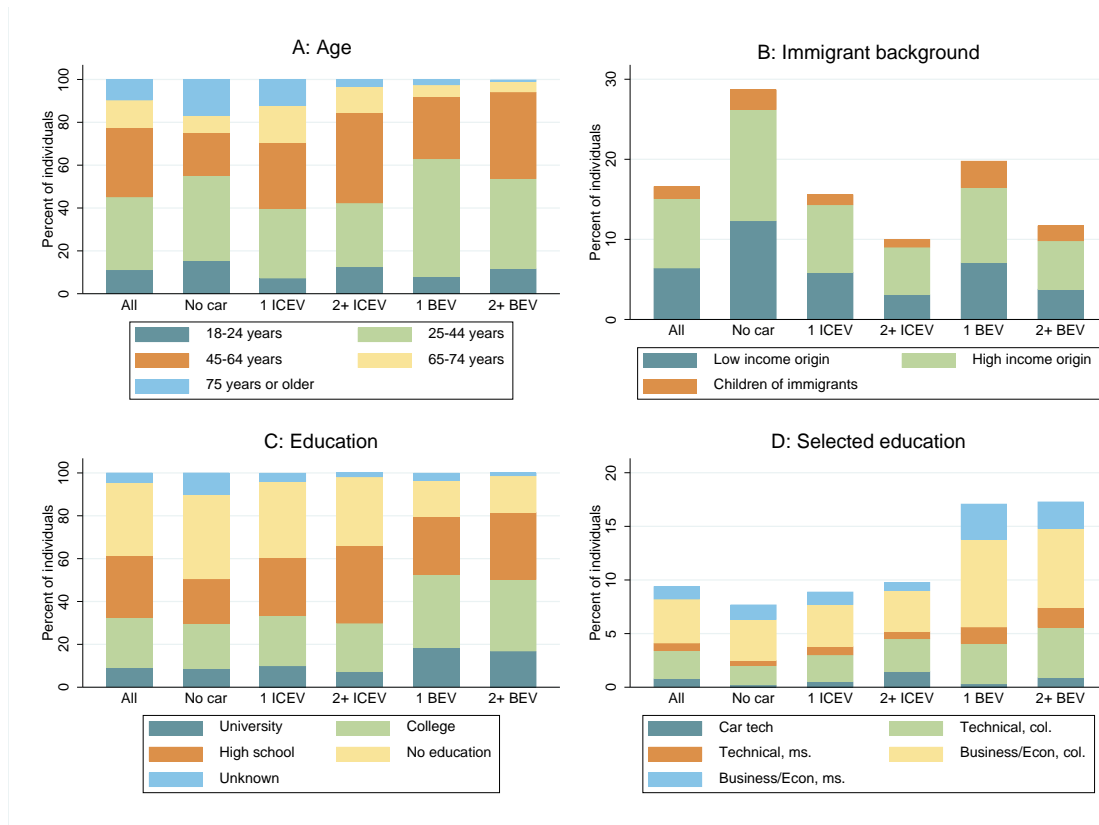 A: Age
Percent of individuals
100
80
60
40
20
0
All No car 1 ICEV 2+ ICEV 1 BEV 2+ BEV
18-24 years 25-44 years
45-64 years 65-74 years
75 years or older
B: Immigrant background
Percent of individuals
30
20
10
0
All No car 1 ICEV 2+ ICEV 1 BEV 2+ BEV
Low income origin High income origin
Children of immigrants
C: Education
Percent of individuals
100
80
60
40
20
0
All No car 1 ICEV 2+ ICEV 1 BEV 2+ BEV
University College
High school No education
Unknown
D: Selected education
Percent of individuals
20
15
10
5
0
All No car 1 ICEV 2+ ICEV 1 BEV 2+ BEV
Car tech Technical, col.
Technical, ms. Business/Econ, col.
Business/Econ, ms.